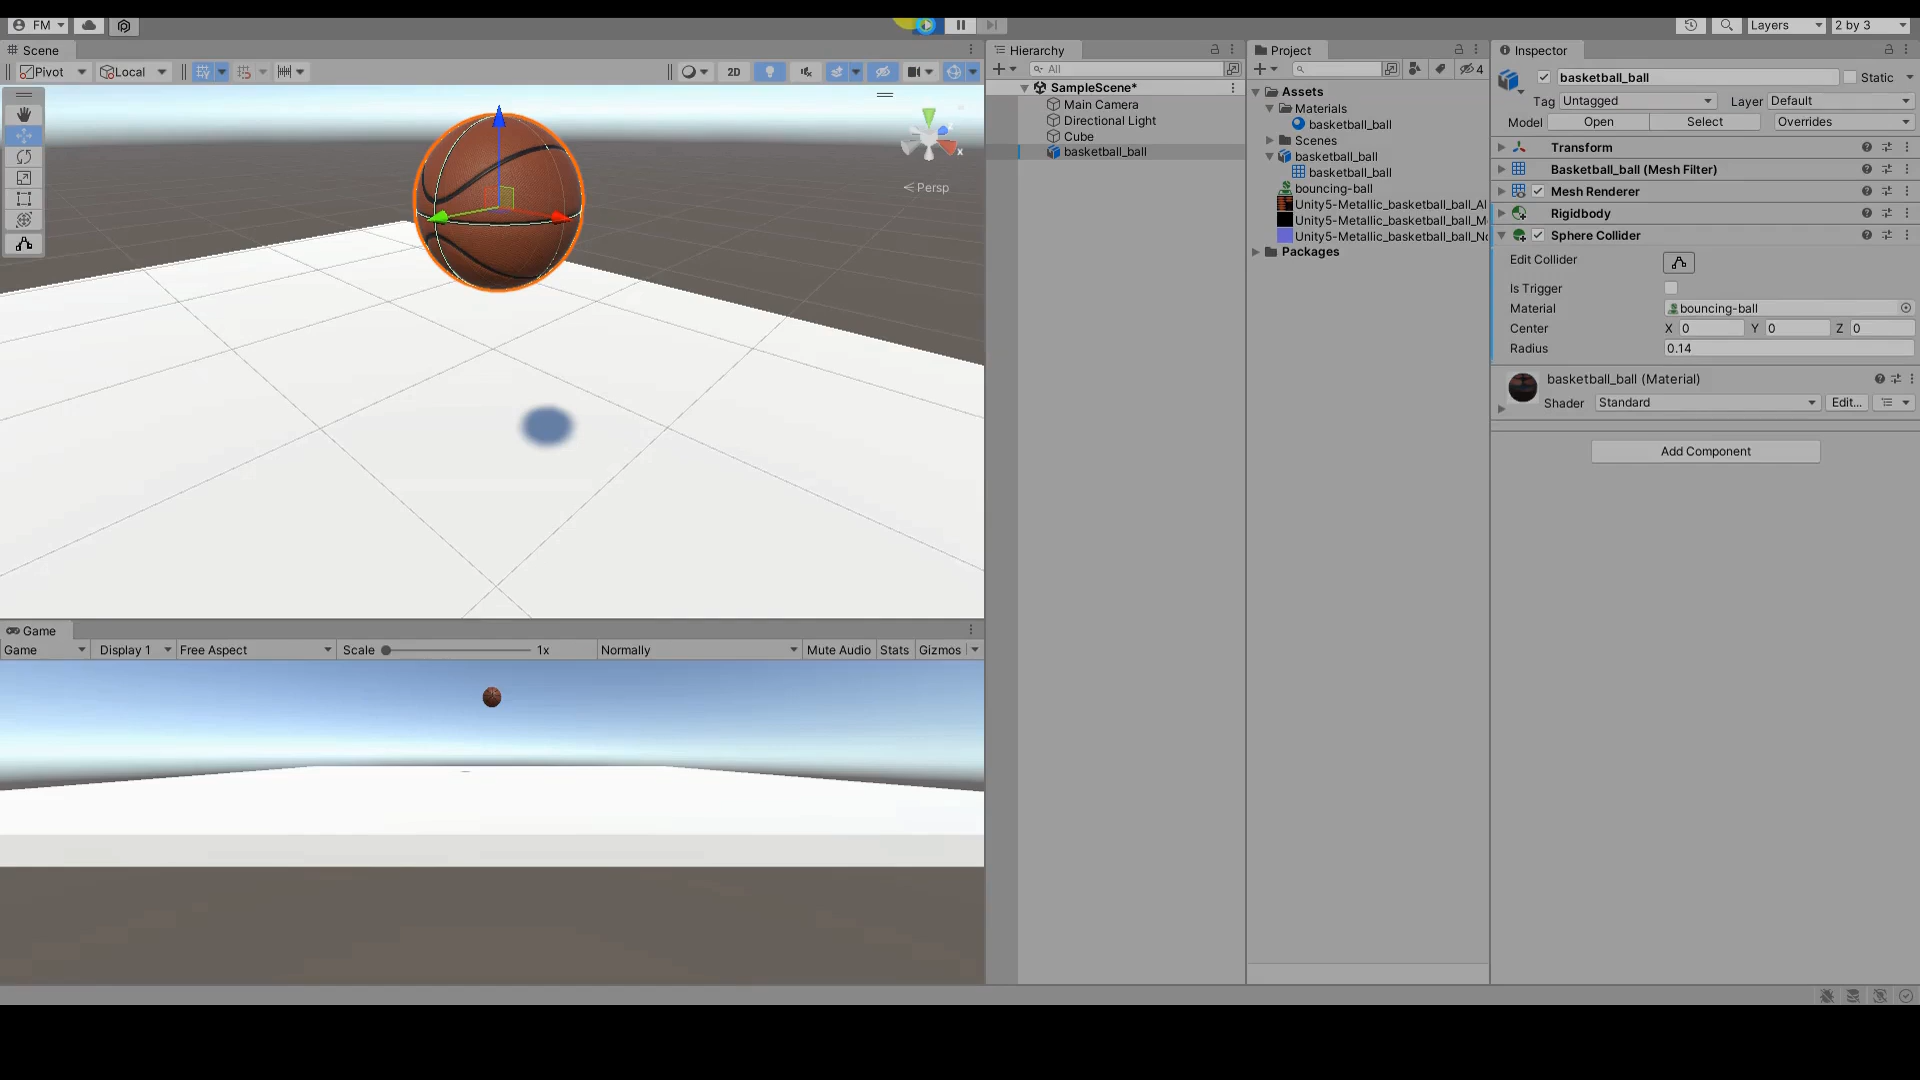 FM
Layers
2 by 3
Scene
Pivot
Local
2D
x
Persp
Game
Game
Display 1
Free Aspect
Scale
1x
Normally
Mute Audio
Stats
Gizmos
Hierarchy
All
SampleScene*
Main Camera
Directional Light
Cube
basketball_ball
Project
4
Assets
Materials
basketball_ball
Scenes
basketball_ball
basketball_ball
bouncing-ball
Unity5-Metallic_basketball_ball_Al
Unity5-Metallic_basketball_ball_M
Unity5-Metallic_basketball_ball_No
Packages
Inspector
basketball_ball
Static
Tag
Untagged
Layer
Default
Model
Open
Select
Overrides
Transform
Basketball_ball (Mesh Filter)
Mesh Renderer
Rigidbody
Sphere Collider
Edit Collider
Is Trigger
Material
bouncing-ball
Center
X
0
Y
0
Z
0
Radius
0.14
basketball_ball (Material)
Shader
Standard
Edit...
Add Component